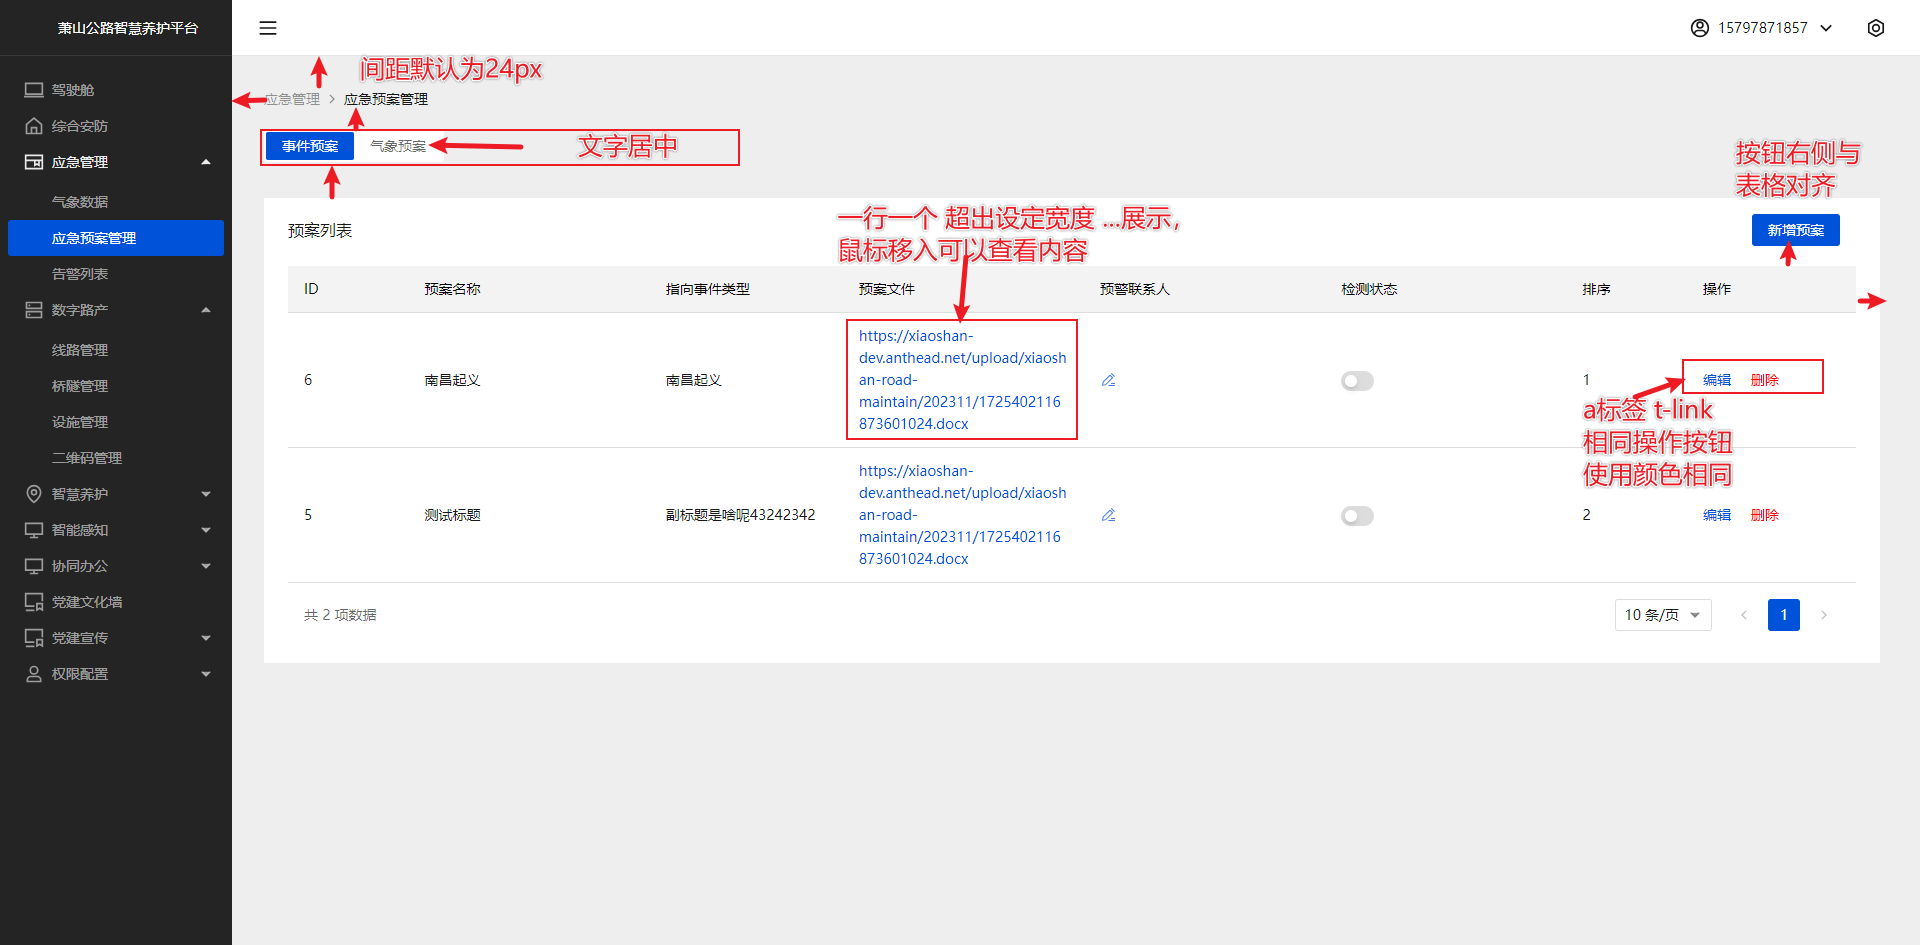 萧山公路智慧养护平台
15797871857
驾驶舱
综合安防
应急管理
气象数据
应急预案管理
告警列表
数字路产
线路管理
桥隧管理
设施管理
二维码管理
智慧养护
智能感知
协同办公
党建文化墙
党建宣传
权限配置
间距默认为24px
应急管理 > 应急预案管理
事件预案 气象预案
文字居中
按钮右侧与
表格对齐
预案列表
一行一个 超出设定宽度 ...展示，
鼠标移入可以查看内容
新增预案
ID 预案名称 指向事件类型 预案文件 预警联系人 检测状态 排序 操作
6 南昌起义 南昌起义
https://xiaoshan-
dev.anthead.net/upload/xiaosh
an-road-
maintain/202311/1725402116
873601024.docx
1 编辑 删除
a标签 t-link
相同操作按钮
使用颜色相同
5 测试标题 副标题是啥呢43242342
https://xiaoshan-
dev.anthead.net/upload/xiaosh
an-road-
maintain/202311/1725402116
873601024.docx
2 编辑 删除
共 2 项数据
10 条/页
1